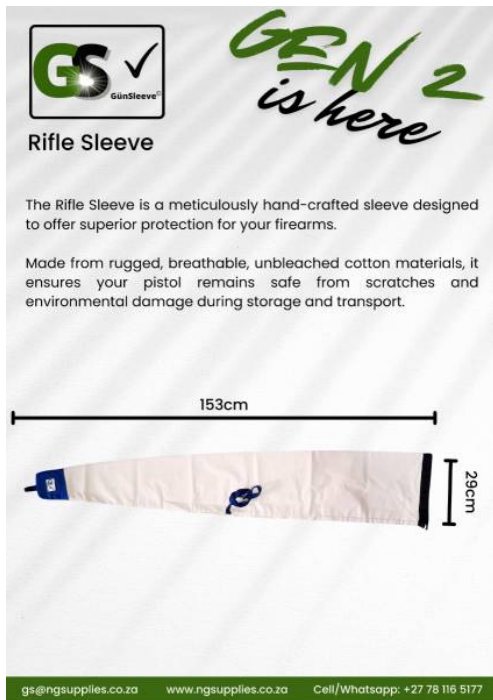 GS
GünSleeve©
GEN 2
is here
Rifle Sleeve
The Rifle Sleeve is a meticulously hand-crafted sleeve designed
to offer superior protection for your firearms.
Made from rugged, breathable, unbleached cotton materials, it
ensures your pistol remains safe from scratches and
environmental damage during storage and transport.
153cm
29cm
gs@ngsupplies.co.za www.ngsupplies.co.za Cell/Whatsapp: +27 78 116 5177